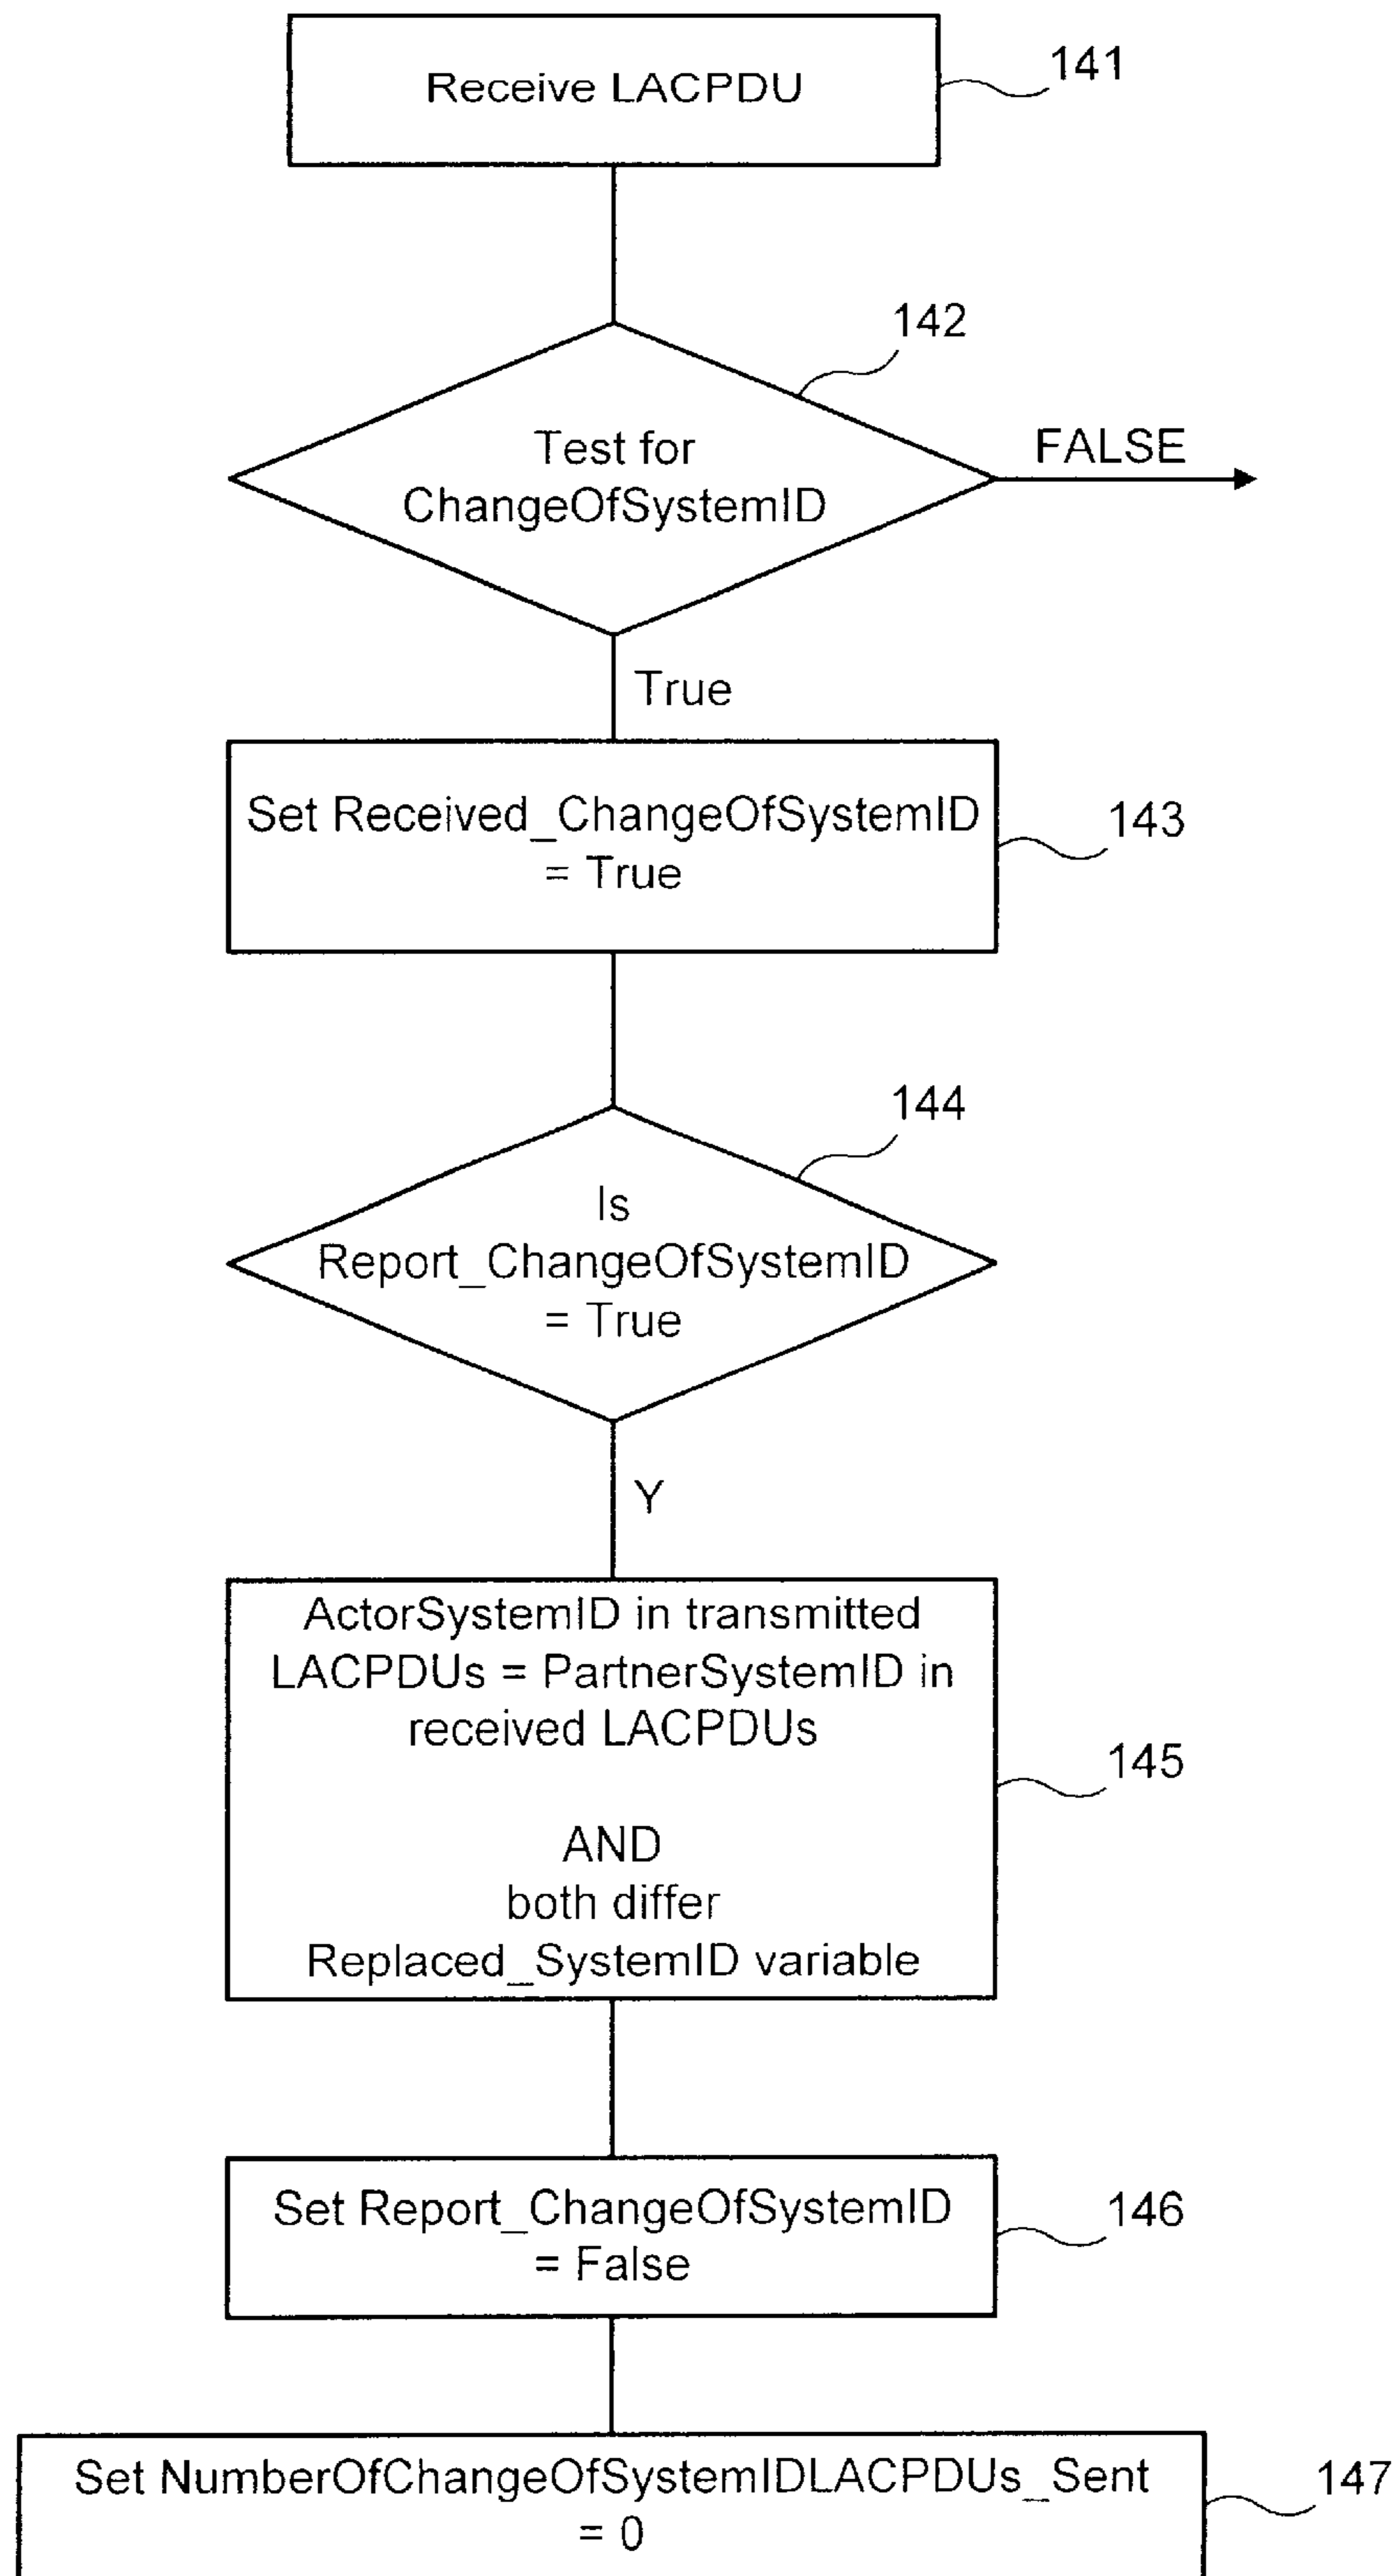 Receive LACPDU
141
142
Test for
ChangeOfSystemID
FALSE
True
Set Received_ChangeOfSystemID
= True
143
144
Is
Report_ChangeOfSystemID
= True
Y
ActorSystemID in transmitted
LACPDUs = PartnerSystemID in
received LACPDUs
AND
both differ
Replaced_SystemID variable
145
Set Report_ChangeOfSystemID
= False
146
Set NumberOfChangeOfSystemIDLACPDUs_Sent
= 0
147